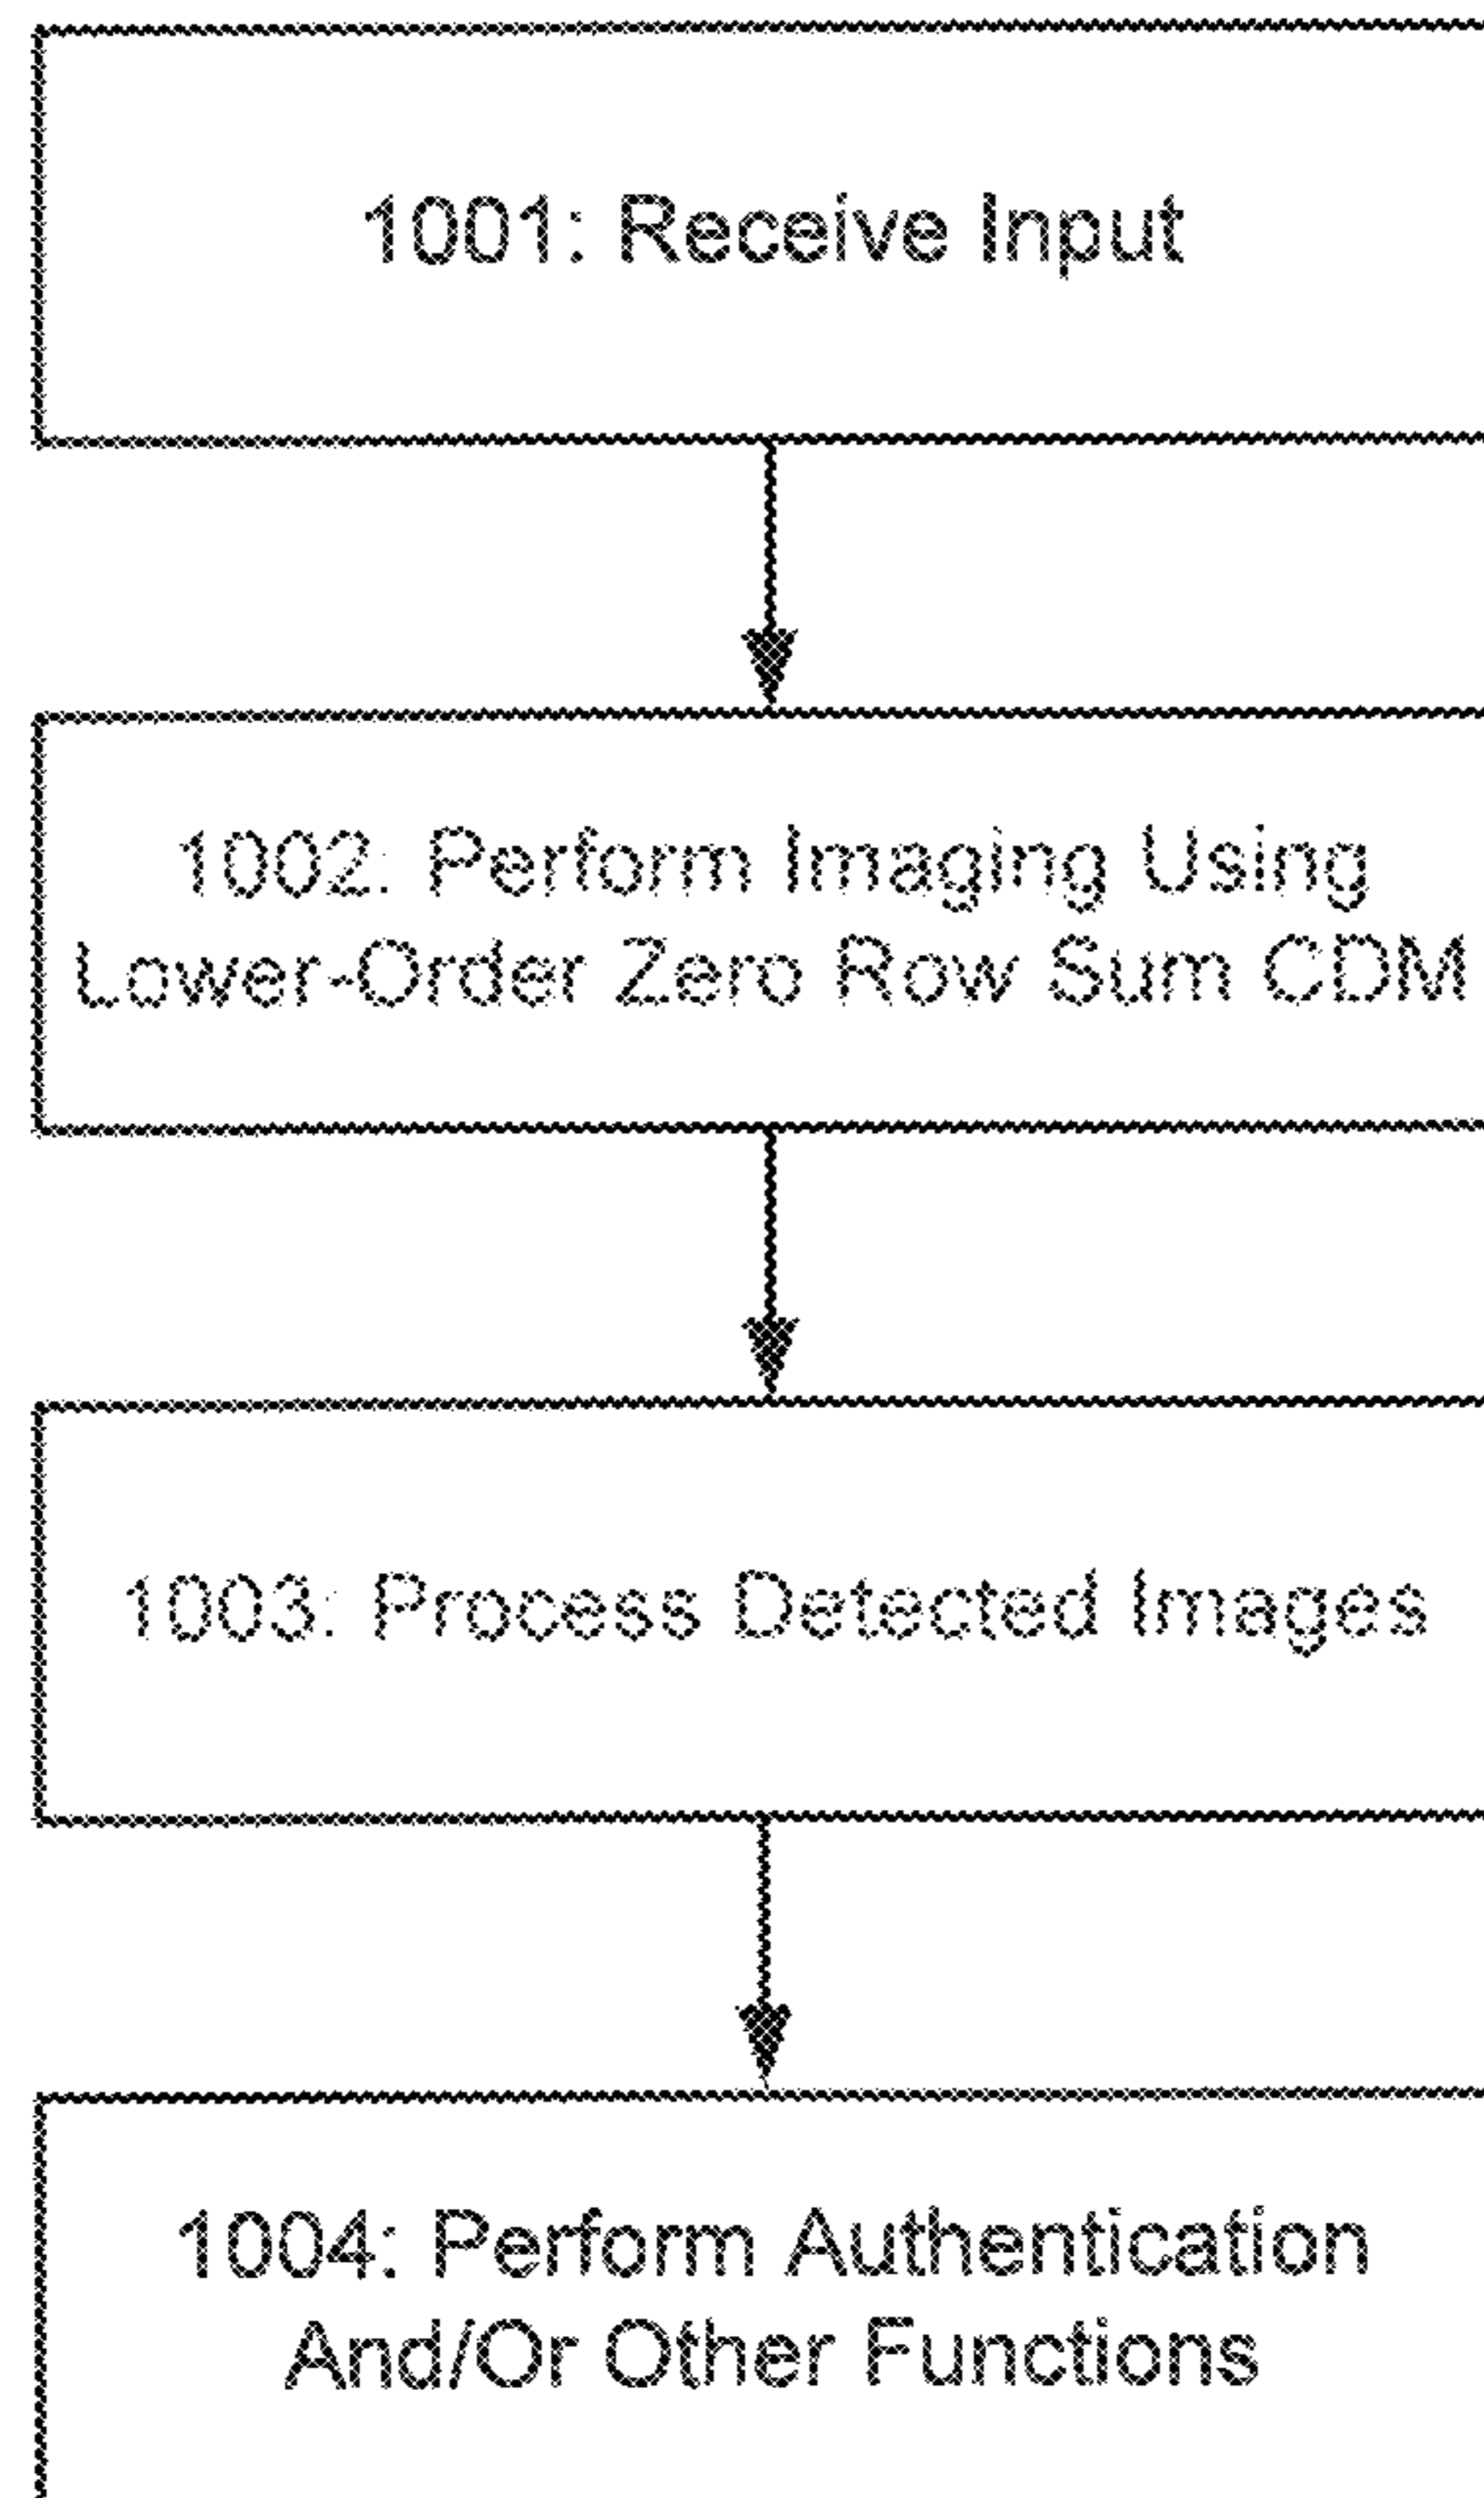 1001: Receive Input
1002: Perform Imaging Using
Lower-Order Zero Row Sum CDM
1003: Process Detected Images
1004: Perform Authentication
And/Or Other Functions